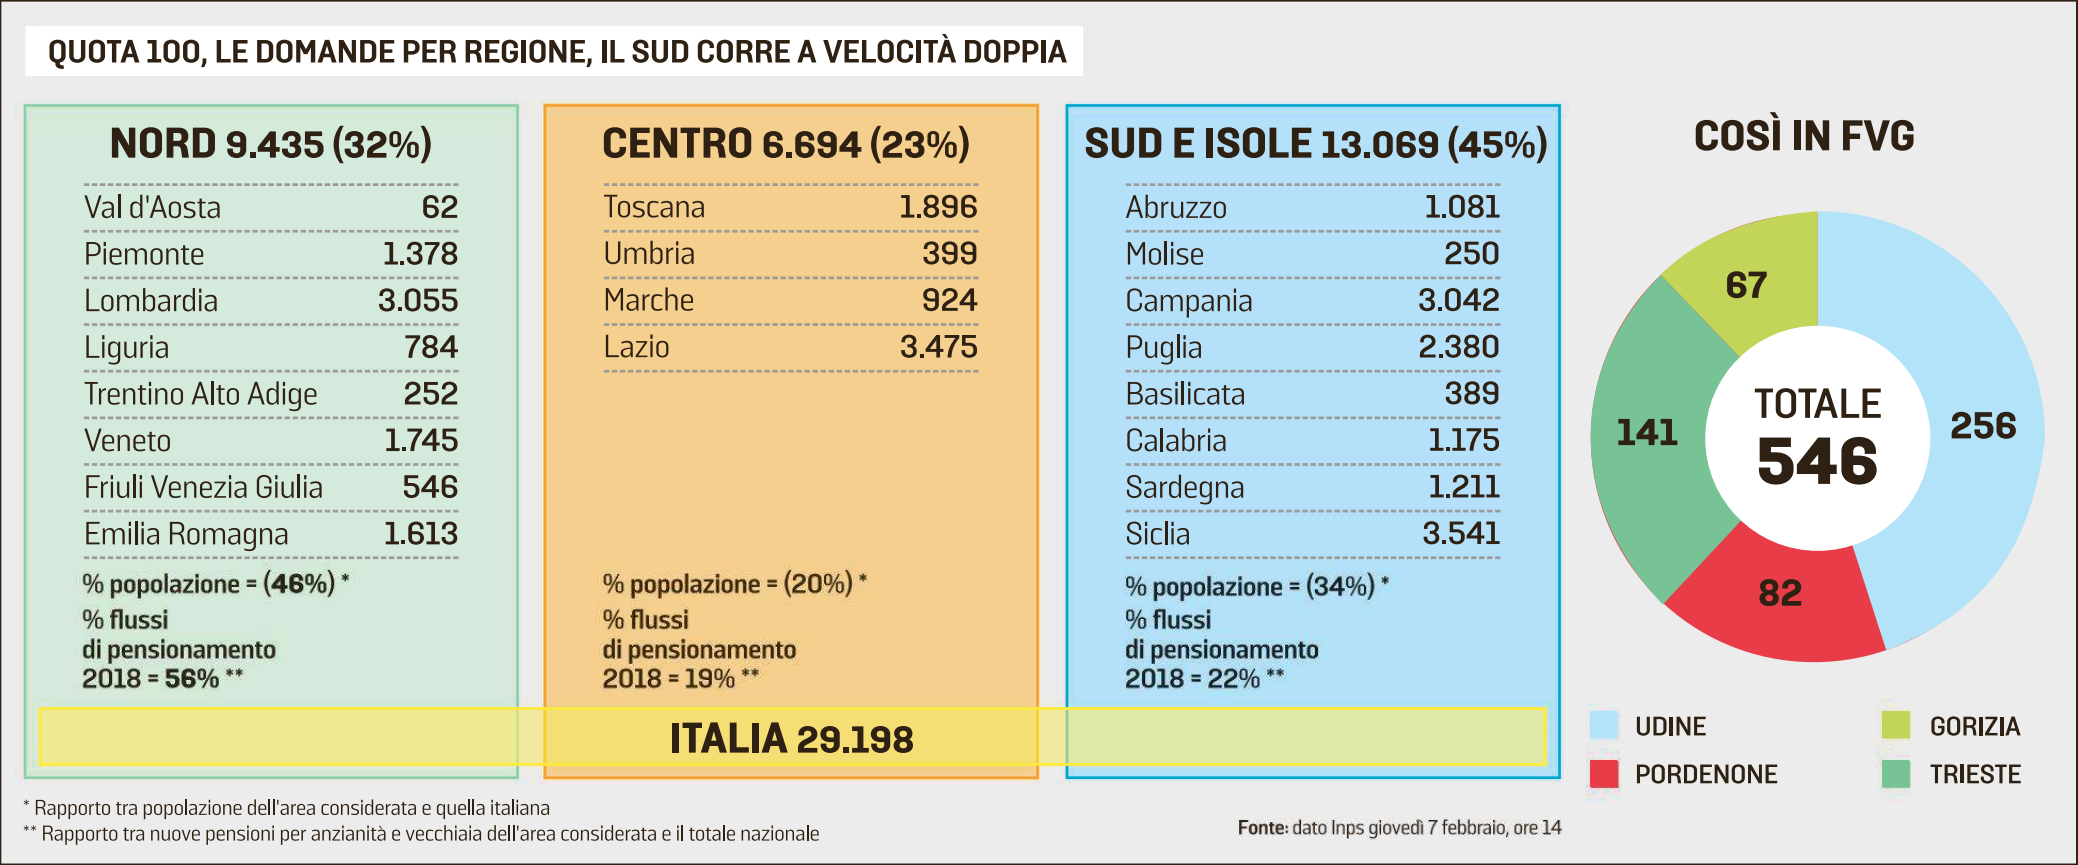 QUOTA 100, LE DOMANDE PER REGIONE, IL SUD CORRE A VELOCITÀ DOPPIA
NORD 9.435 (32%)
Val d'Aosta 62
Piemonte 1.378
Lombardia 3.055
Liguria 784
Trentino Alto Adige 252
Veneto 1.745
Friuli Venezia Giulia 546
Emilia Romagna 1.613
% popolazione = (46%) *
% flussi
di pensionamento
2018 = 56% **
CENTRO 6.694 (23%)
Toscana 1.896
Umbria 399
Marche 924
Lazio 3.475
% popolazione = (20%) *
% flussi
di pensionamento
2018 = 19% **
SUD E ISOLE 13.069 (45%)
Abruzzo 1.081
Molise 250
Campania 3.042
Puglia 2.380
Basilicata 389
Calabria 1.175
Sardegna 1.211
Siclia 3.541
% popolazione = (34%) *
% flussi
di pensionamento
2018 = 22% **
ITALIA 29.198
* Rapporto tra popolazione dell'area considerata e quella italiana
** Rapporto tra nuove pensioni per anzianità e vecchiaia dell'area considerata e il totale nazionale
Fonte: dato Inps giovedì 7 febbraio, ore 14
COSÌ IN FVG
67
141
256
82
TOTALE
546
UDINE
GORIZIA
PORDENONE
TRIESTE